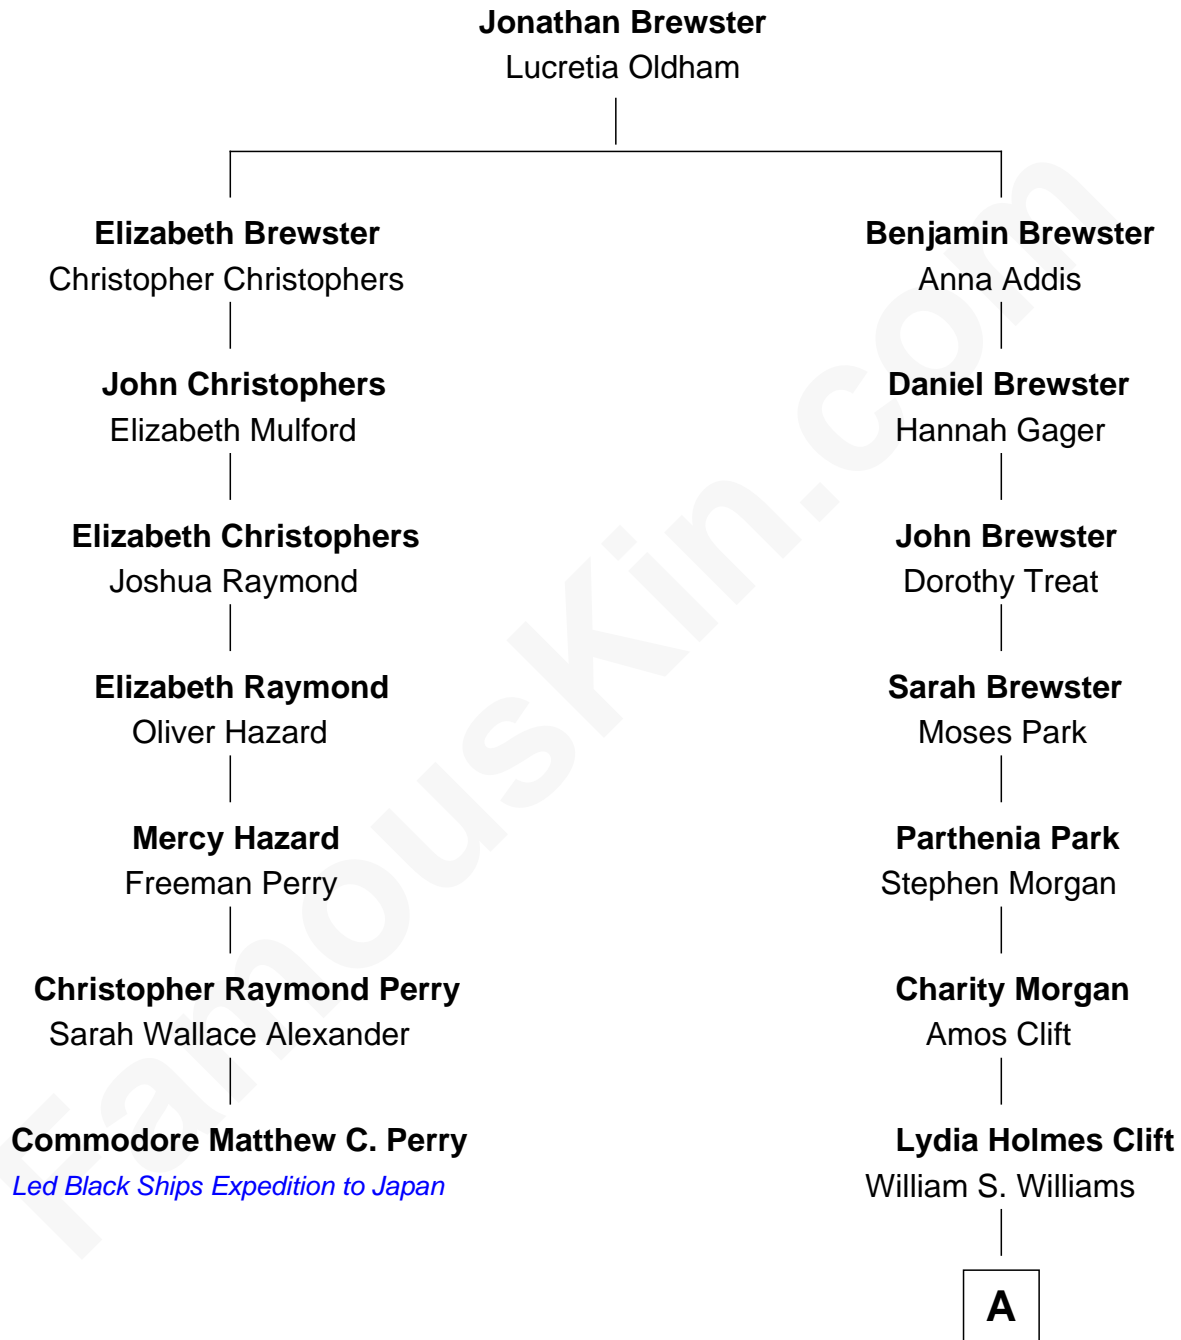 Jonathan Brewster
Lucretia Oldham
Elizabeth Brewster
Christopher Christophers
John Christophers
Elizabeth Mulford
Elizabeth Christophers
Joshua Raymond
Elizabeth Raymond
Oliver Hazard
Mercy Hazard
Freeman Perry
Christopher Raymond Perry
Sarah Wallace Alexander
Commodore Matthew C. Perry
Led Black Ships Expedition to Japan
Benjamin Brewster
Anna Addis
Daniel Brewster
Hannah Gager
John Brewster
Dorothy Treat
Sarah Brewster
Moses Park
Parthenia Park
Stephen Morgan
Charity Morgan
Amos Clift
Lydia Holmes Clift
William S. Williams
A
FamousKin.com